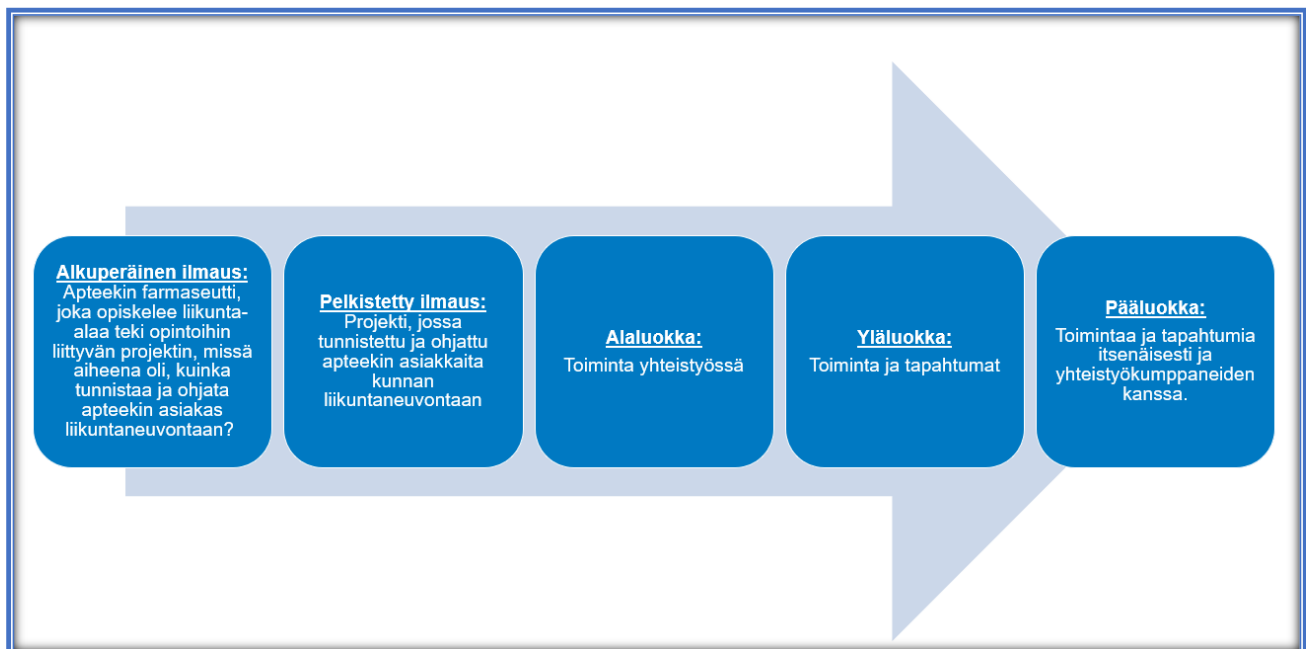 Alkuperäinen ilmaus:
Apteekin farmaseutti,
joka opiskelee liikunta-
alaa teki opintoihin
liittyvän projektin, missä
aiheena oli, kuinka
tunnistaa ja ohjata
apteekin asiakas
liikuntaneuvontaan?
Pelkistetty ilmaus:
Projekti, jossa
tunnistettu ja ohjattu
apteekin asiakkaita
kunnan
liikuntaneuvontaan
Alaluokka:
Toiminta yhteistyössä
Yläluokka:
Toiminta ja tapahtumat
Pääluokka:
Toimintaa ja tapahtumia
itsenäisesti ja
yhteistyökumppaneiden
kanssa.